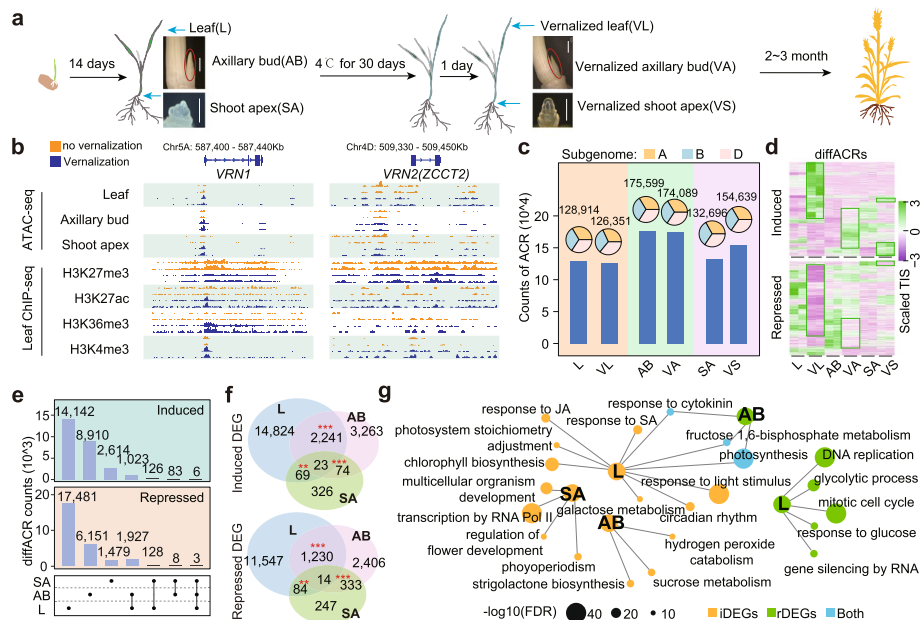 a
Leaf(L)
14 days
Axillary bud(AB)
Shoot apex(SA)
4 C for 30 days
1 day
Vernalized leaf(VL)
Vernalized axillary bud(VA)
Vernalized shoot apex(VS)
2~3 month
b
no vernalization
Vernalization
Chr5A: 587,400 - 587,440Kb
VRN1
Chr4D: 509,330 - 509,450Kb
VRN2(ZCCT2)
ATAC-seq
Leaf
Axillary bud
Shoot apex
Leaf ChIP-seq
H3K27me3
H3K27ac
H3K36me3
H3K4me3
c
Subgenome: A B D
Counts of ACR (10^4)
20
15
10
5
0
128,914
126,351
175,599
174,089
132,696
154,639
L VL AB VA SA VS
d
diffACRs
Induced
Repressed
L VL AB VA SA VS
3
0
−3
Scaled TIS
e
diffACR counts (10^3)
Induced
15
10
5
0
14,142
8,910
2,614
1,023
126
83
6
Repressed
20
10
0
17,481
6,151
1,479
1,927
128
8
3
SA
AB
L
f
Induced DEG
L
AB
SA
14,824
***
2,241
3,263
**
69
23
***
74
326
Repressed DEG
L
AB
SA
11,547
***
1,230
2,406
**
84
14
***
333
247
g
response to JA
response to SA
response to cytokinin
AB
photosystem stoichiometry
adjustment
fructose 1,6-bisphosphate metabolism
chlorophyll biosynthesis
L
photosynthesis
DNA replication
multicellular organism
development
SA
response to light stimulus
glycolytic process
galactose metabolism
L
mitotic cell cycle
transcription by RNA Pol II
AB
circadian rhythm
regulation of
flower development
response to glucose
hydrogen peroxide
catabolism
phyoyperiodism
gene silencing by RNA
strigolactone biosynthesis
sucrose metabolism
-log10(FDR) 40 20 10
iDEGs rDEGs Both